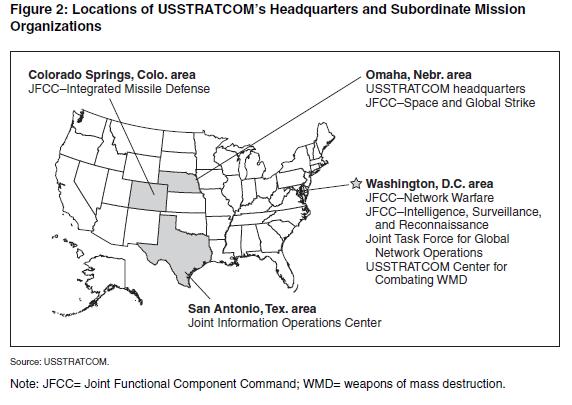 Figure 2: Locations of USSTRATCOM's Headquarters and Subordinate Mission
Organizations
Colorado Springs, Colo. area
JFCC–Integrated Missile Defense
Omaha, Nebr. area
USSTRATCOM headquarters
JFCC–Space and Global Strike
Washington, D.C. area
JFCC–Network Warfare
JFCC–Intelligence, Surveillance,
and Reconnaissance
Joint Task Force for Global
Network Operations
USSTRATCOM Center for
Combating WMD
San Antonio, Tex. area
Joint Information Operations Center
Source: USSTRATCOM.
Note: JFCC= Joint Functional Component Command; WMD= weapons of mass destruction.